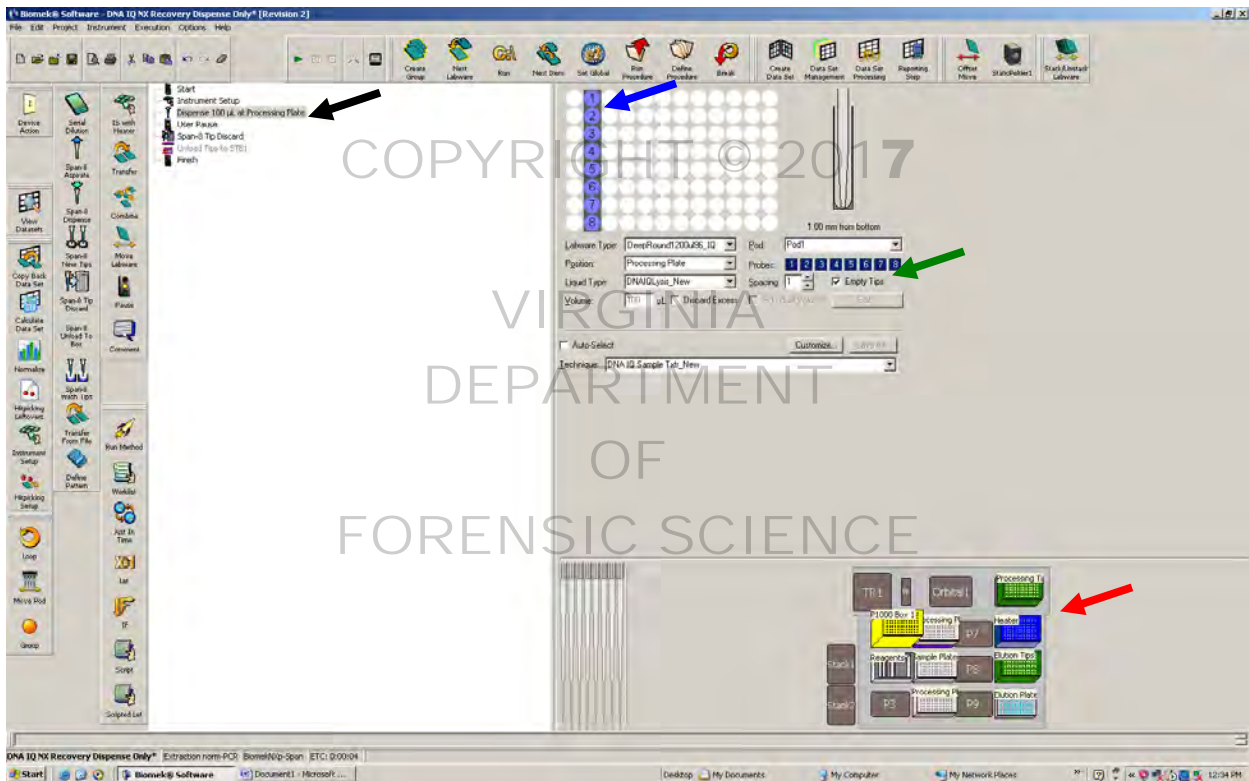 Biomek® Software - DNA IQ NX Recovery Dispense Only* [Revision 2]
File Edit Project Instrument Execution Options Help
Create Group
Next Labware
Run
Next Item
Set Global
Run Procedure
Define Procedure
Break
Create Data Set
Data Set Management
Data Set Processing
Reporting Step
Offset Move
Stack/Unstack Labware
Device Action
View Datasets
Copy Back Data Set
Calculate Data Set
Normalize
Hitpicking Leftovers
Instrument Setup
Hitpicking Setup
Loop
Move Pod
Group
Serial Dilution
Span-8 Aspirate
Span-8 Dispense
Span-8 New Tips
Span-8 Tip Discard
Span-8 Unload To Box
Span-8 Wash Tips
Transfer From File
Define Pattern
IS with Heater
Transfer
Combine
Move Labware
Pause
Comment
Run Method
Worklist
Just In Time
Let
If
Script
Scripted Let
Start
Instrument Setup
Dispense 100 µL at Processing Plate
User Pause
Span-8 Tip Discard
Unload Tips to STB1
Finish
1
2
3
4
5
6
7
8
1.00 mm from bottom
Labware Type: DeepRound1200ul96_IQ
Pod: Pod1
Position: Processing Plate
Probes: 1 2 3 4 5 6 7 8
Liquid Type: DNAIQLysis_New
Spacing: 1
Empty Tips
Volume: 100 µL
Discard Excess
Auto-Select
Customize...
Technique: DNA IQ Sample Txfr_New
COPYRIGHT © 2017
VIRGINIA
DEPARTMENT
OF
FORENSIC SCIENCE
TR1
Orbital1
Processing T
P1000 Box 1
Processing Pl
P7
Heater
Stack1
Reagents
Sample Plate
P8
Elution Tips
Stack2
P3
Processing Pl
P9
Elution Plate
DNA IQ NX Recovery Dispense Only* Extraction norm-PCR BiomekNXp-Span ETC: 0:00:04
Start
Biomek® Software
Document1 - Microsoft ...
Desktop
My Documents
My Computer
My Network Places
12:34 PM